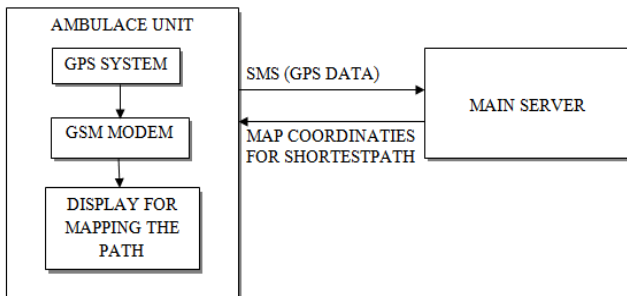 AMBULACE UNIT
GPS SYSTEM
GSM MODEM
DISPLAY FOR
MAPPING THE
PATH
SMS (GPS DATA)
MAP COORDINATIES
FOR SHORTESTPATH
MAIN SERVER